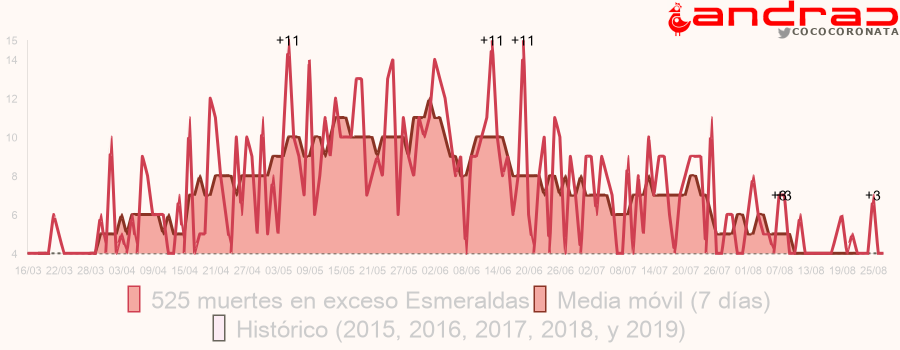 andrac
COCOCORONATA
+11 +11 +11
15
14
12
10
8
6
4
+3 +3
16/03 22/03 28/03 03/04 09/04 15/04 21/04 27/04 03/05 09/05 15/05 21/05 27/05 02/06 08/06 14/06 20/06 26/06 02/07 08/07 14/07 20/07 26/07 01/08 07/08 13/08 19/08 25/08
525 muertes en exceso Esmeraldas Media móvil (7 días)
Histórico (2015, 2016, 2017, 2018, y 2019)